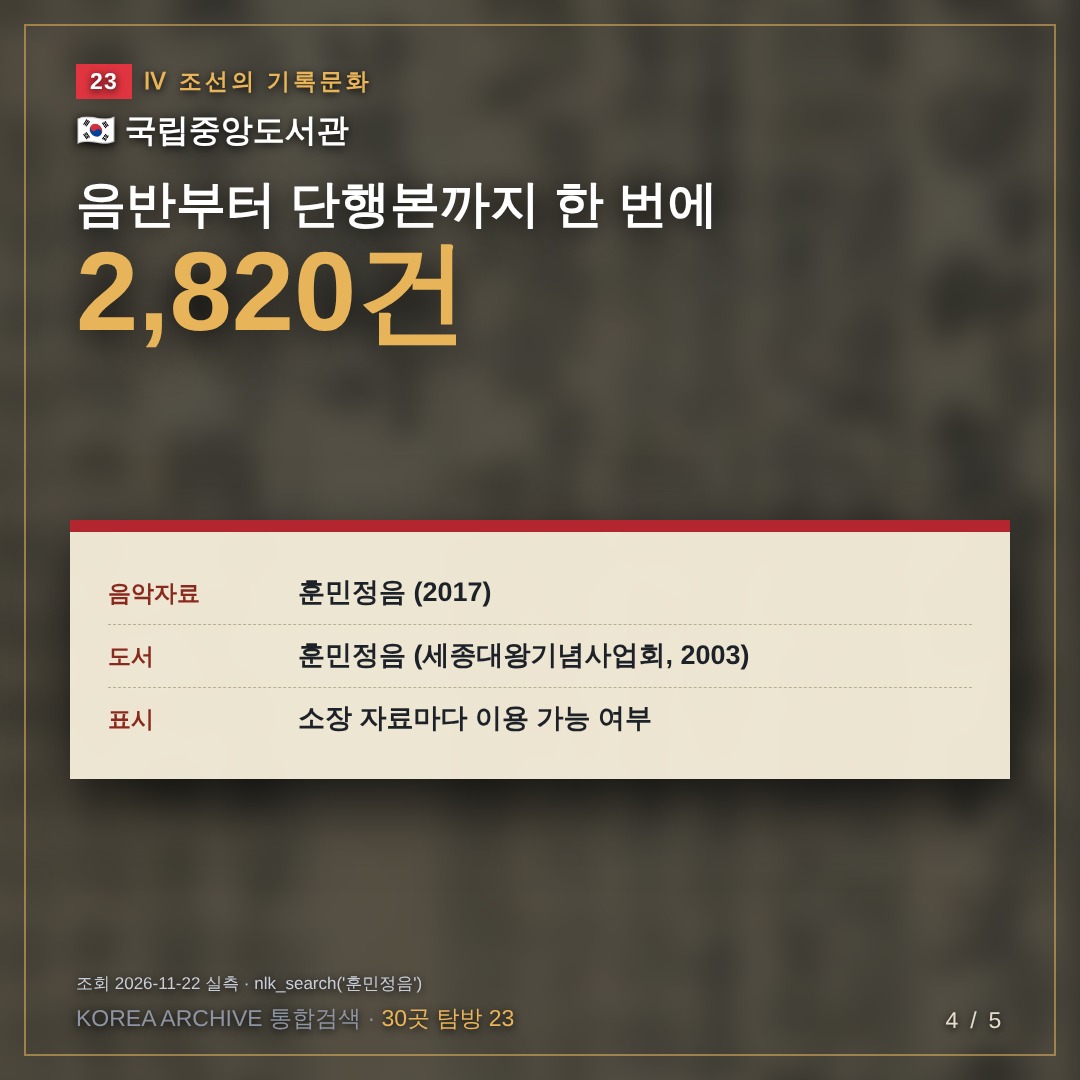 23 Ⅳ 조선의 기록문화
🇰🇷 국립중앙도서관
음반부터 단행본까지 한 번에
2,820건
음악자료 훈민정음 (2017)
도서 훈민정음 (세종대왕기념사업회, 2003)
표시 소장 자료마다 이용 가능 여부
조회 2026-11-22 실측 · nlk_search('훈민정음')
KOREA ARCHIVE 통합검색 · 30곳 탐방 23
4 / 5